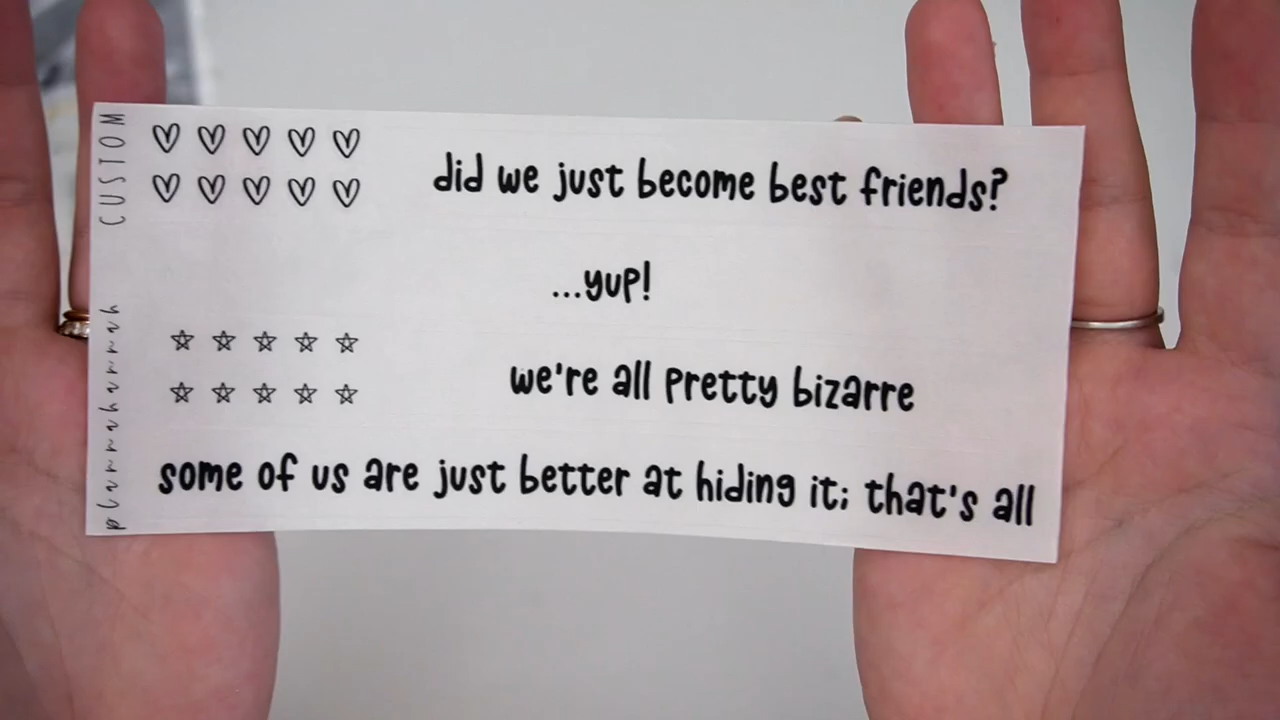 CUSTOM
did we just become best friends?
...yup!
we're all pretty bizarre
some of us are just better at hiding it; that's all